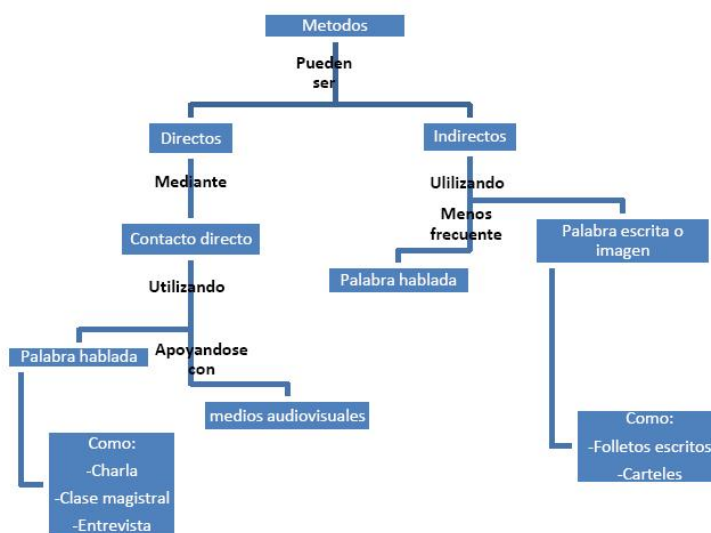 Metodos
Pueden
ser
Directos
Indirectos
Mediante
Ulilizando
Contacto directo
Menos
frecuente
Palabra escrita o
imagen
Palabra hablada
Utilizando
Palabra hablada
Apoyandose
con
medios audiovisuales
Como:
-Charla
-Clase magistral
-Entrevista
Como:
-Folletos escritos
-Carteles